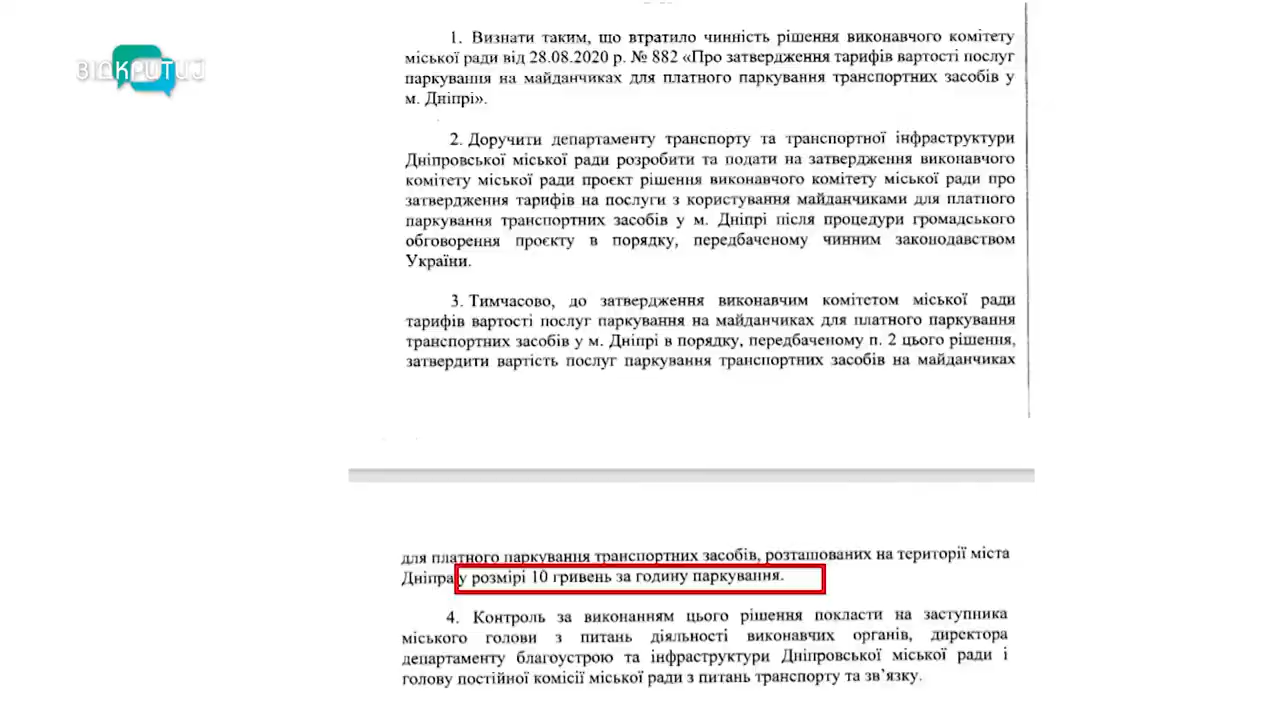 ВІДКРИТИЙ
1. Визнати таким, що втратило чинність рішення виконавчого комітету
міської ради від 28.08.2020 р. № 882 «Про затвердження тарифів вартості послуг
паркування на майданчиках для платного паркування транспортних засобів у
м. Дніпрі».
2. Доручити департаменту транспорту та транспортної інфраструктури
Дніпровської міської ради розробити та подати на затвердження виконавчого
комітету міської ради проєкт рішення виконавчого комітету міської ради про
затвердження тарифів на послуги з користування майданчиками для платного
паркування транспортних засобів у м. Дніпрі після процедури громадського
обговорення проєкту в порядку, передбаченому чинним законодавством
України.
3. Тимчасово, до затвердження виконавчим комітетом міської ради
тарифів вартості послуг паркування на майданчиках для платного паркування
транспортних засобів у м. Дніпрі в порядку, передбаченому п. 2 цього рішення,
затвердити вартість послуг паркування транспортних засобів на майданчиках
для платного паркування транспортних засобів, розташованих на території міста
Дніпра у розмірі 10 гривень за годину паркування.
4. Контроль за виконанням цього рішення покласти на заступника
міського голови з питань діяльності виконавчих органів, директора
департаменту благоустрою та інфраструктури Дніпровської міської ради і
голову постійної комісії міської ради з питань транспорту та зв’язку.